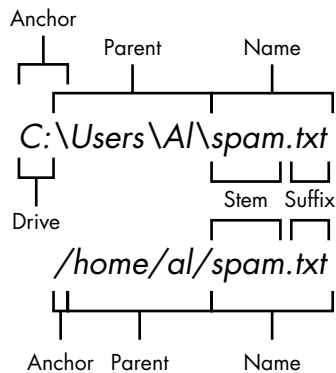 Anchor
Parent Name
C:\Users\Al\spam.txt
Stem Suffix
Drive
/home/al/spam.txt
Anchor Parent Name